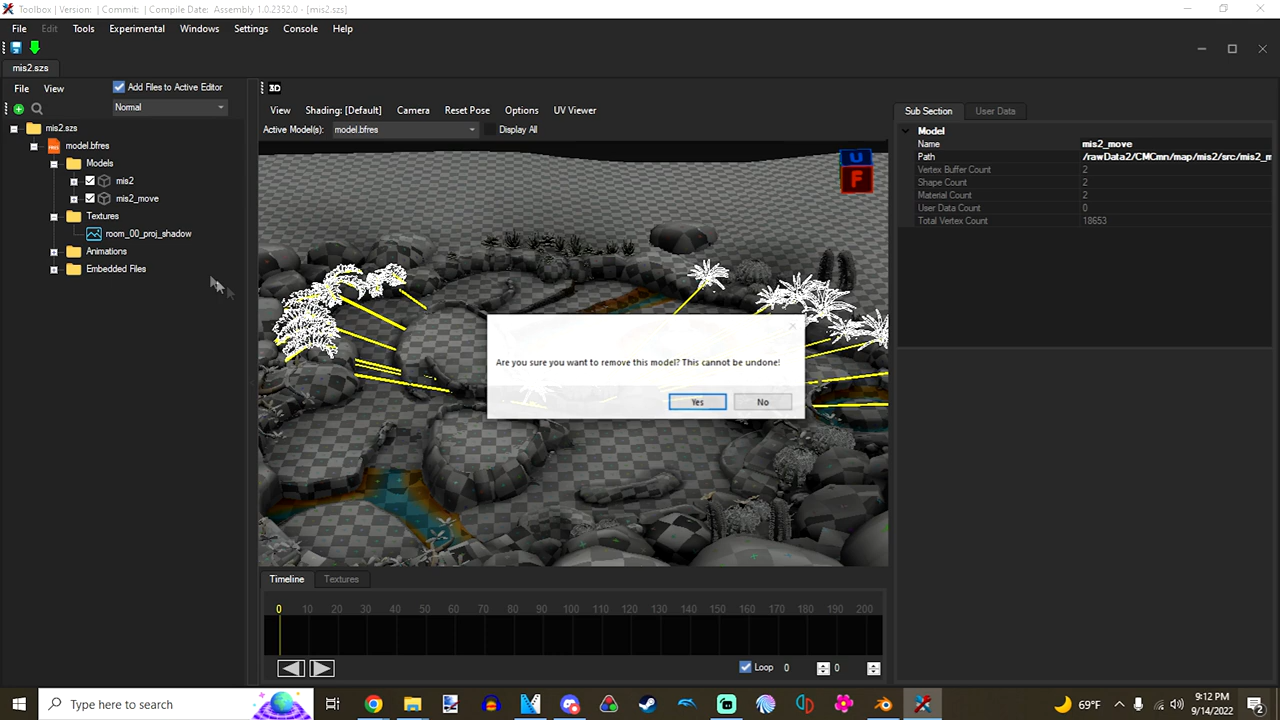 Toolbox | Version: | Commit: | Compile Date: Assembly 1.0.2352.0 - [mis2.szs]
File Edit Tools Experimental Windows Settings Console Help
mis2.szs
File View
Add Files to Active Editor
Normal
mis2.szs
model.bfres
Models
mis2
mis2_move
Textures
room_00_proj_shadow
Animations
Embedded Files
3D
View Shading: [Default] Camera Reset Pose Options UV Viewer
Active Model(s): model.bfres Display All
U
F
Are you sure you want to remove this model? This cannot be undone!
Yes No
Timeline Textures
0 10 20 30 40 50 60 70 80 90 100 110 120 130 140 150 160 170 180 190 200
Loop 0 0
Sub Section User Data
Model
Name mis2_move
Path /rawData2/CMCmn/map/mis2/src/mis2_m
Vertex Buffer Count 2
Shape Count 2
Material Count 2
User Data Count 0
Total Vertex Count 18653
Type here to search
69°F
9:12 PM
9/14/2022
2